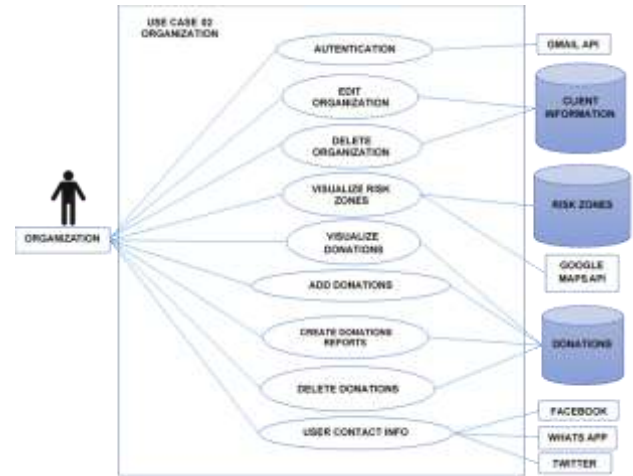 USE CASE 02
ORGANIZATION
AUTENTICATION
GMAIL API
EDIT
ORGANIZATION
CLIENT
INFORMATION
DELETE
ORGANIZATION
VISUALIZE RISK
ZONES
RISK ZONES
ORGANIZATION
VISUALIZE
DONATIONS
GOOGLE
MAPS API
ADD DONATIONS
CREATE DONATIONS
REPORTS
DONATIONS
DELETE DONATIONS
USER CONTACT INFO
FACEBOOK
WHATS APP
TWITTER